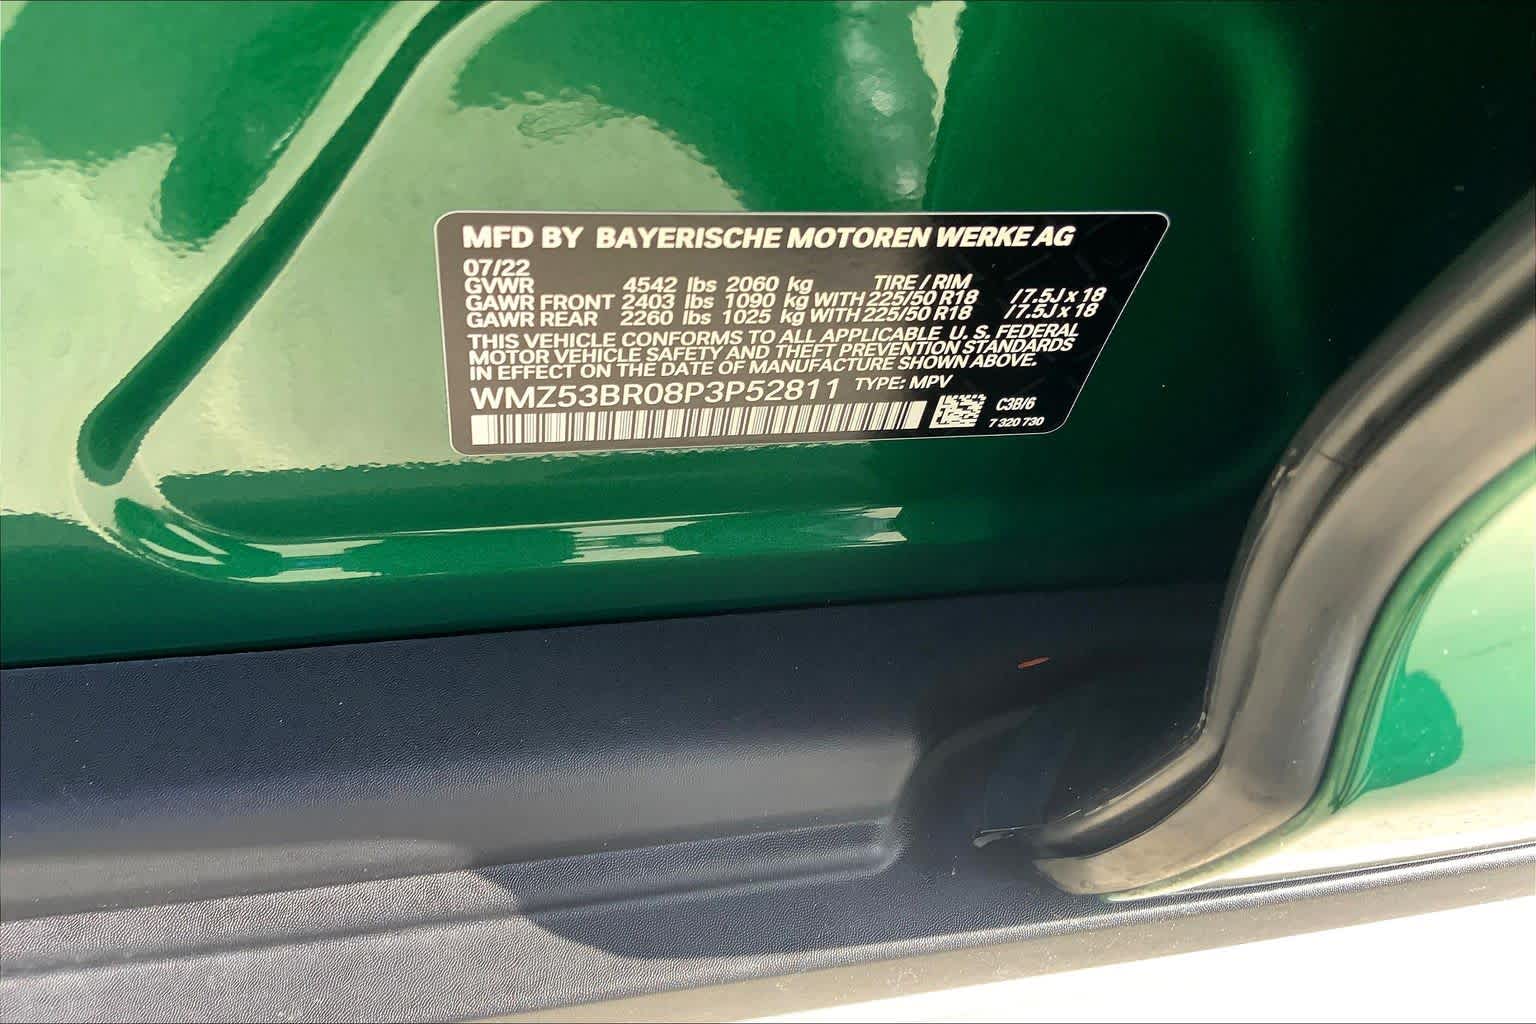 MFD BY BAYERISCHE MOTOREN WERKE AG
07/22
GVWR 4542 lbs 2060 kg TIRE / RIM
GAWR FRONT 2403 lbs 1090 kg WITH 225/50 R18 /7.5J x 18
GAWR REAR 2260 lbs 1025 kg WITH 225/50 R18 /7.5J x 18
THIS VEHICLE CONFORMS TO ALL APPLICABLE U. S. FEDERAL
MOTOR VEHICLE SAFETY AND THEFT PREVENTION STANDARDS
IN EFFECT ON THE DATE OF MANUFACTURE SHOWN ABOVE.
WMZ53BR08P3P52811 TYPE: MPV
C3B/6
7 320 730